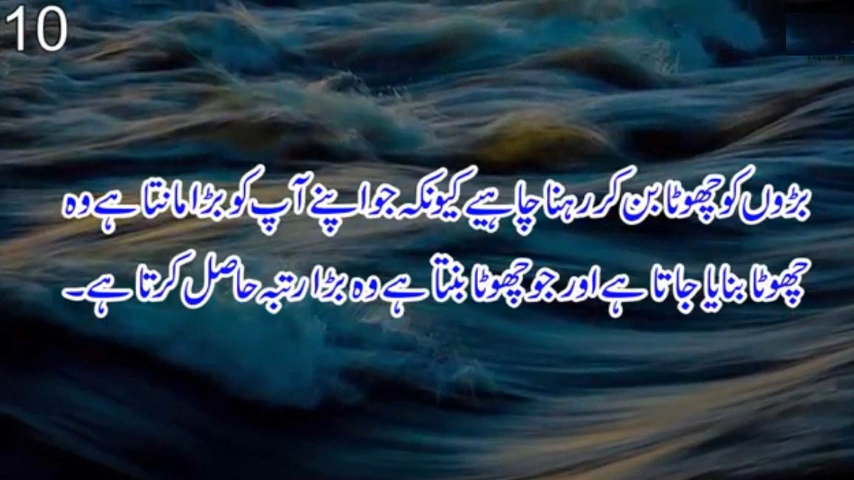 10
بڑوں کو چھوٹا بن کر رہنا چاہیے کیونکہ جو اپنے آپ کو بڑا مانتا ہے وہ
چھوٹا بنایا جاتا ہے اور جو چھوٹا بنتا ہے وہ بڑا رتبہ حاصل کرتا ہے۔